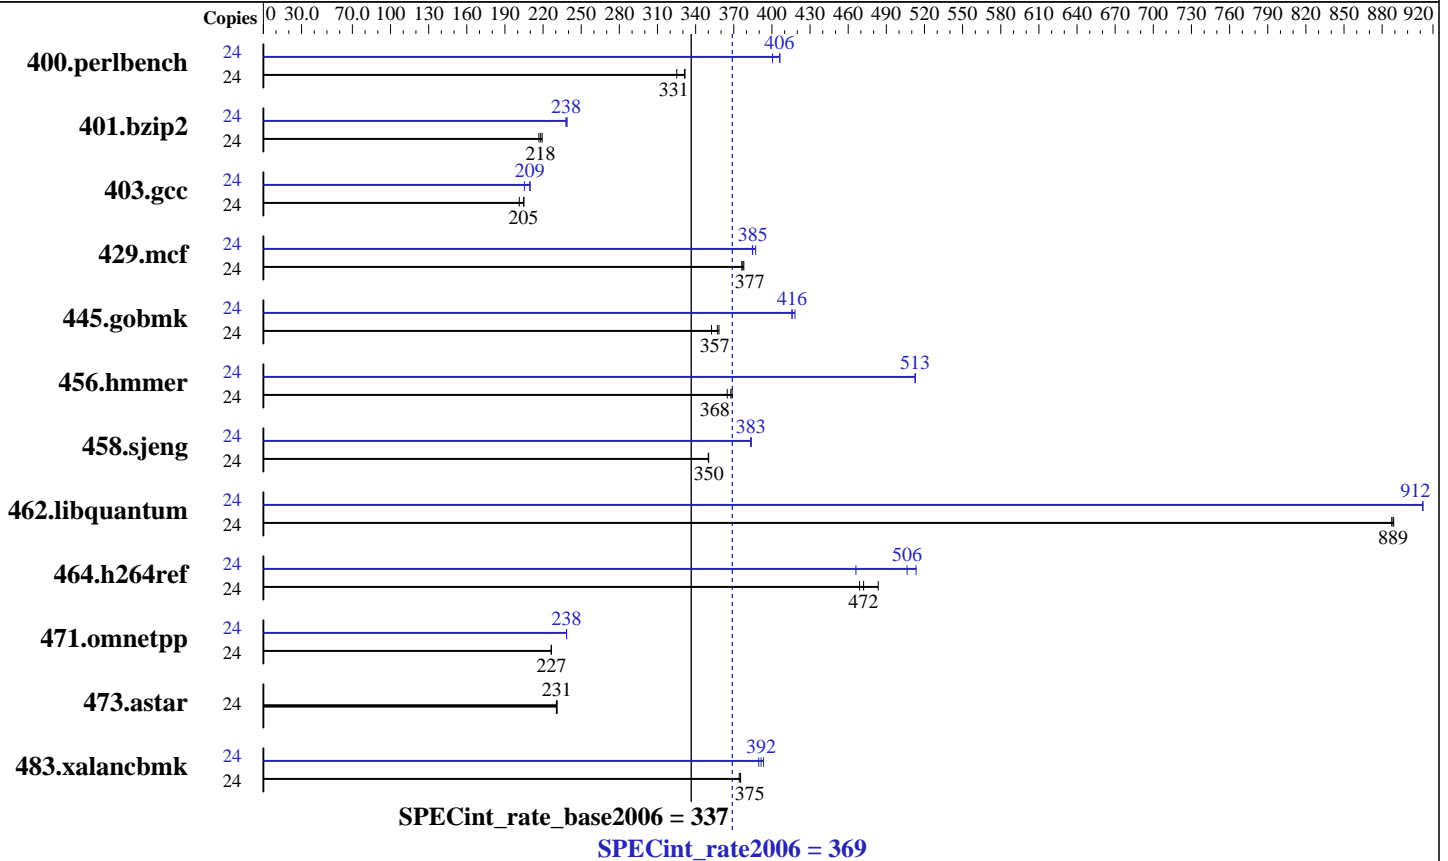 Copies 0 30.0 70.0 100 130 160 190 220 250 280 310 340 370 400 430 460 490 520 550 580 610 640 670 700 730 760 790 820 850 880 920
400.perlbench 24 406
24 331
401.bzip2 24 238
24 218
403.gcc 24 209
24 205
429.mcf 24 385
24 377
445.gobmk 24 416
24 357
456.hmmer 24 513
24 368
458.sjeng 24 383
24 350
462.libquantum 24 912
24 889
464.h264ref 24 506
24 472
471.omnetpp 24 238
24 227
473.astar 24 231
483.xalancbmk 24 392
24 375
SPECint_rate_base2006 = 337
SPECint_rate2006 = 369